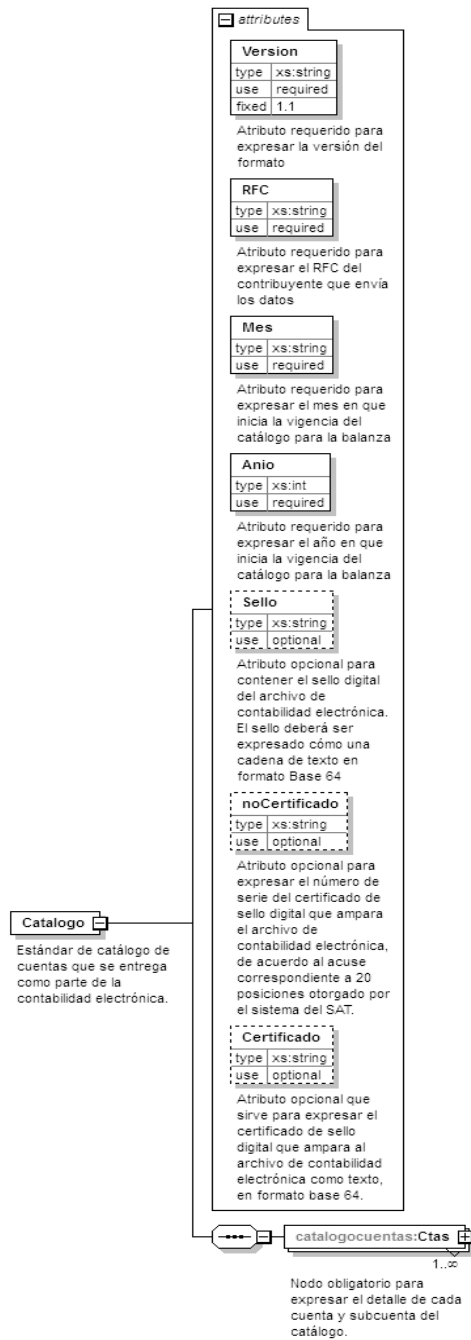 attributes
Version
type xs:string
use required
fixed 1.1
Atributo requerido para
expresar la versión del
formato
RFC
type xs:string
use required
Atributo requerido para
expresar el RFC del
contribuyente que envía
los datos
Mes
type xs:string
use required
Atributo requerido para
expresar el mes en que
inicia la vigencia del
catálogo para la balanza
Anio
type xs:int
use required
Atributo requerido para
expresar el año en que
inicia la vigencia del
catálogo para la balanza
Sello
type xs:string
use optional
Atributo opcional para
contener el sello digital
del archivo de
contabilidad electrónica.
El sello deberá ser
expresado cómo una
cadena de texto en
formato Base 64
noCertificado
type xs:string
use optional
Atributo opcional para
expresar el número de
serie del certificado de
sello digital que ampara
el archivo de
contabilidad electrónica,
de acuerdo al acuse
correspondiente a 20
posiciones otorgado por
el sistema del SAT.
Catalogo
Estándar de catálogo de
cuentas que se entrega
como parte de la
contabilidad electrónica.
Certificado
type xs:string
use optional
Atributo opcional que
sirve para expresar el
certificado de sello
digital que ampara al
archivo de contabilidad
electrónica como texto,
en formato base 64.
catalogocuentas:Ctas
1..∞
Nodo obligatorio para
expresar el detalle de cada
cuenta y subcuenta del
catálogo.